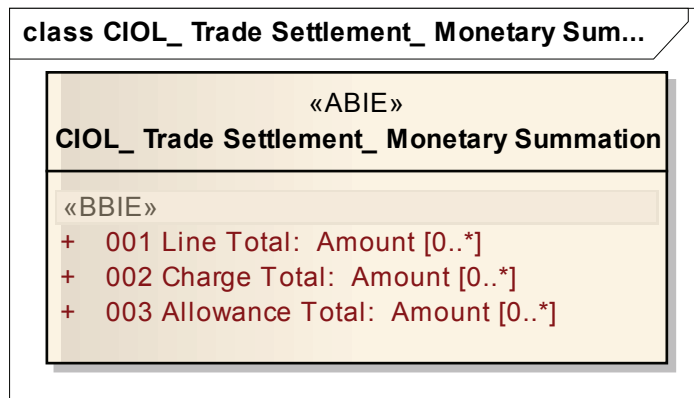 class CIOL_ Trade Settlement_ Monetary Sum...
«ABIE»
CIOL_ Trade Settlement_ Monetary Summation
«BBIE»
+ 001 Line Total: Amount [0..*]
+ 002 Charge Total: Amount [0..*]
+ 003 Allowance Total: Amount [0..*]